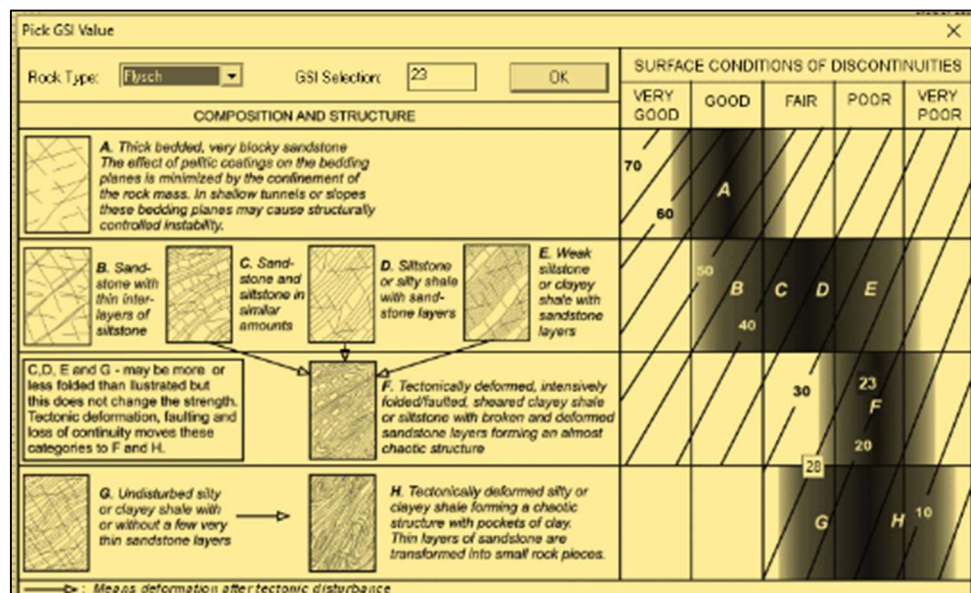 Pick GSI Value
Rock Type: Flysch GSI Selection: 23 OK
SURFACE CONDITIONS OF DISCONTINUITIES
VERY GOOD
GOOD
FAIR
POOR
VERY POOR
COMPOSITION AND STRUCTURE
A. Thick bedded, very blocky sandstone
The effect of pelitic coatings on the bedding
planes is minimized by the confinement of
the rock mass. In shallow tunnels or slopes
these bedding planes may cause structurally
controlled instability.
70
60
A
B. Sand-
stone with
thin inter-
layers of
siltstone
C. Sand-
stone and
siltstone in
similar
amounts
D. Siltstone
or silty shale
with sand-
stone layers
E. Weak
siltstone
or clayey
shale with
sandstone
layers
50
B
C
D
E
40
C,D, E and G - may be more or
less folded than llustrated but
this does not change the strength.
Tectonic deformation, faulting and
loss of continuity moves these
categories to F and H.
F. Tectonically deformed, intensively
folded/faulted, sheared clayey shale
or siltstone with broken and deformed
sandstone layers forming an almost
chaotic structure
30
23
F
20
28
G. Undisturbed silty
or clayey shale with
or without a few very
thin sandstone layers
H. Tectonically deformed silty or
clayey shale forming a chaotic
structure with pockets of clay.
Thin layers of sandstone are
transformed into small rock pieces.
G
H
10
: Means deformation after tectonic disturbance